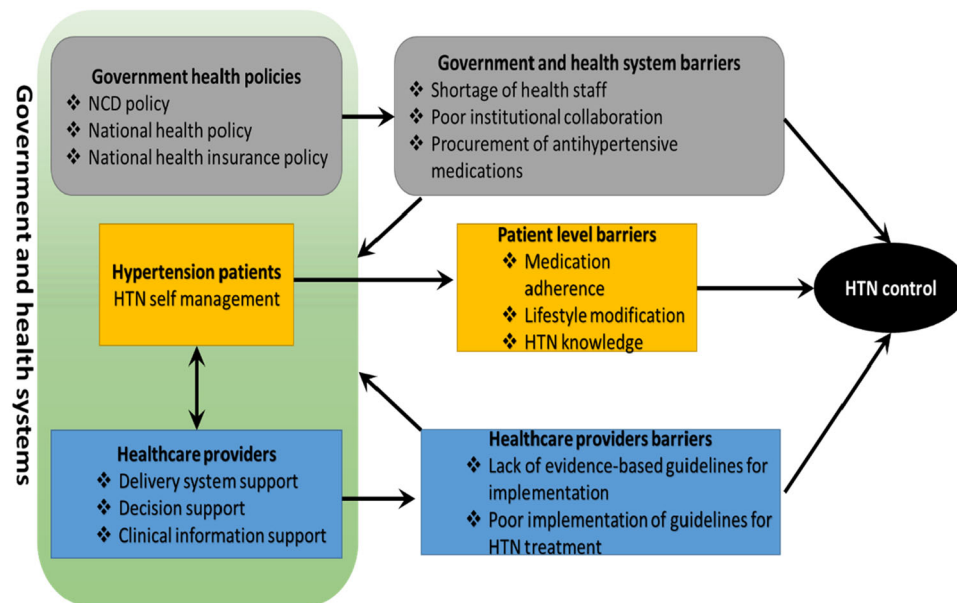 Government and health systems
Government health policies
❖ NCD policy
❖ National health policy
❖ National health insurance policy
Government and health system barriers
❖ Shortage of health staff
❖ Poor institutional collaboration
❖ Procurement of antihypertensive
medications
Hypertension patients
HTN self management
Patient level barriers
❖ Medication
adherence
❖ Lifestyle modification
❖ HTN knowledge
HTN control
Healthcare providers
❖ Delivery system support
❖ Decision support
❖ Clinical information support
Healthcare providers barriers
❖ Lack of evidence-based guidelines for
implementation
❖ Poor implementation of guidelines for
HTN treatment